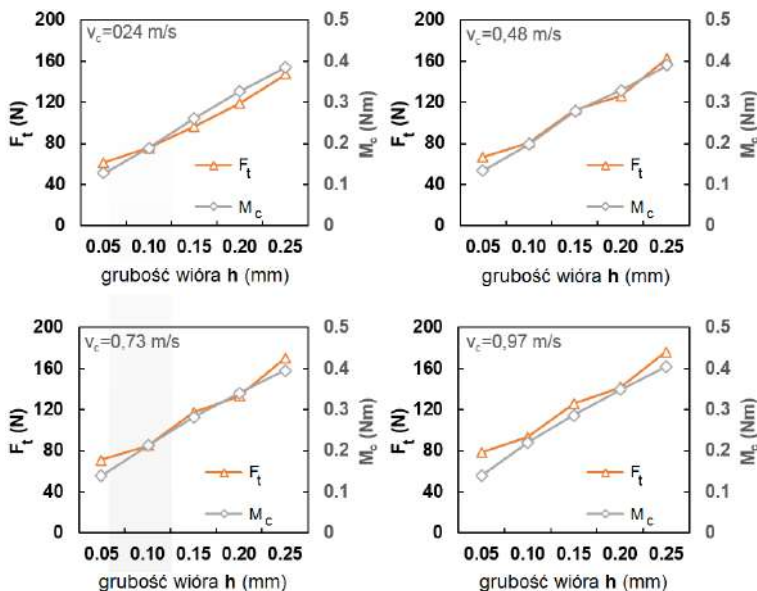 v_c=024 m/s
200
160
120
80
40
0
F_t (N)
0.5
0.4
0.3
0.2
0.1
0
M_c (Nm)
F_t
M_c
0.05 0.10 0.15 0.20 0.25
grubość wióra h (mm)
v_c=0,48 m/s
200
160
120
80
40
0
F_t (N)
0.5
0.4
0.3
0.2
0.1
0
M_c (Nm)
F_t
M_c
0.05 0.10 0.15 0.20 0.25
grubość wióra h (mm)
v_c=0,73 m/s
200
160
120
80
40
0
F_t (N)
0.5
0.4
0.3
0.2
0.1
0
M_c (Nm)
F_t
M_c
0.05 0.10 0.15 0.20 0.25
grubość wióra h (mm)
v_c=0,97 m/s
200
160
120
80
40
0
F_t (N)
0.5
0.4
0.3
0.2
0.1
0
M_c (Nm)
F_t
M_c
0.05 0.10 0.15 0.20 0.25
grubość wióra h (mm)